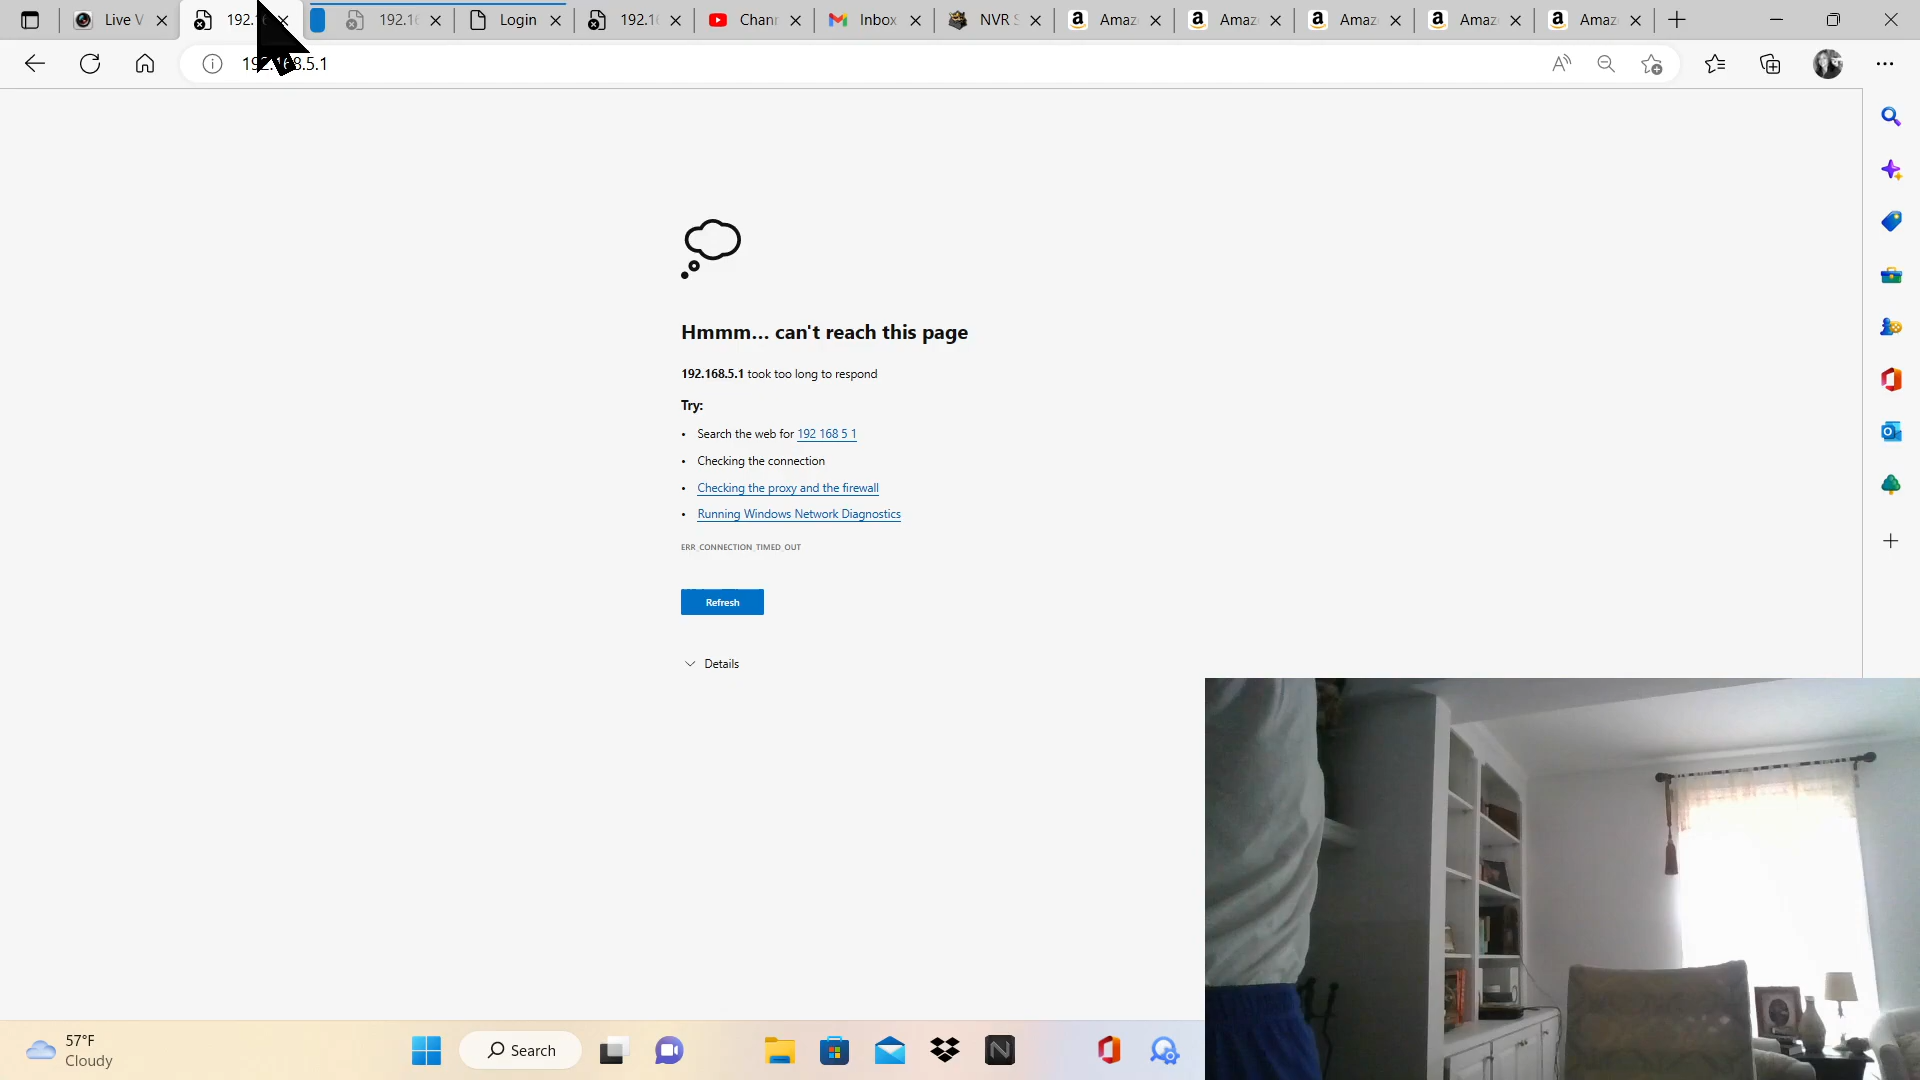 Live V
192.1
192.1
Login
192.1
Chan
Inbox
NVR S
Amaz
Amaz
Amaz
Amaz
Amaz
8.5.1
Hmmm... can't reach this page
192.168.5.1 took too long to respond
Try:
• Search the web for 192 168 5 1
• Checking the connection
• Checking the proxy and the firewall
• Running Windows Network Diagnostics
ERR_CONNECTION_TIMED_OUT
Refresh
Details
57°F
Cloudy
Search